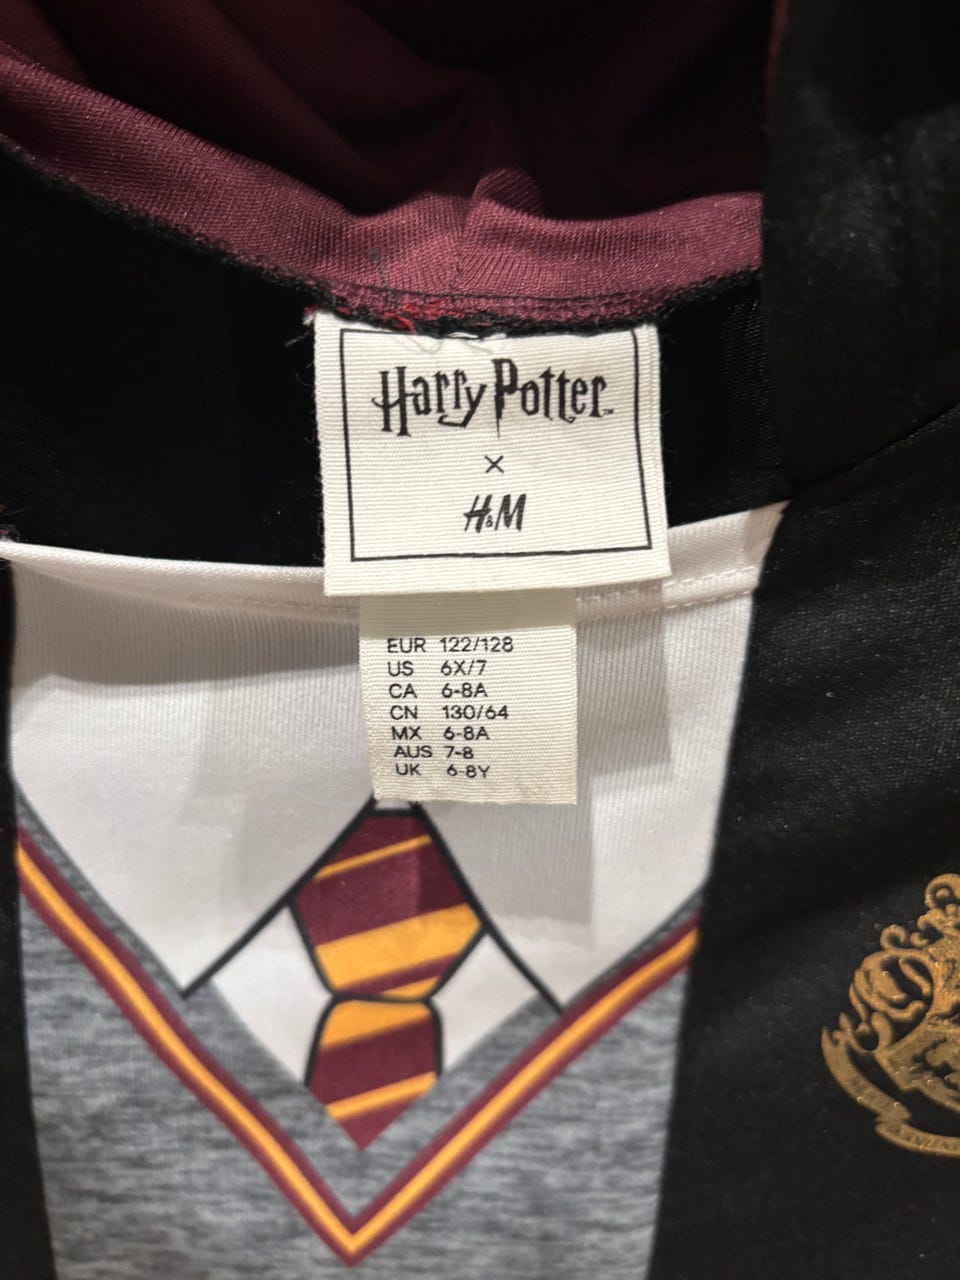 Harry Potter™
×
H&M
EUR 122/128
US 6X/7
CA 6-8A
CN 130/64
MX 6-8A
AUS 7-8
UK 6-8Y